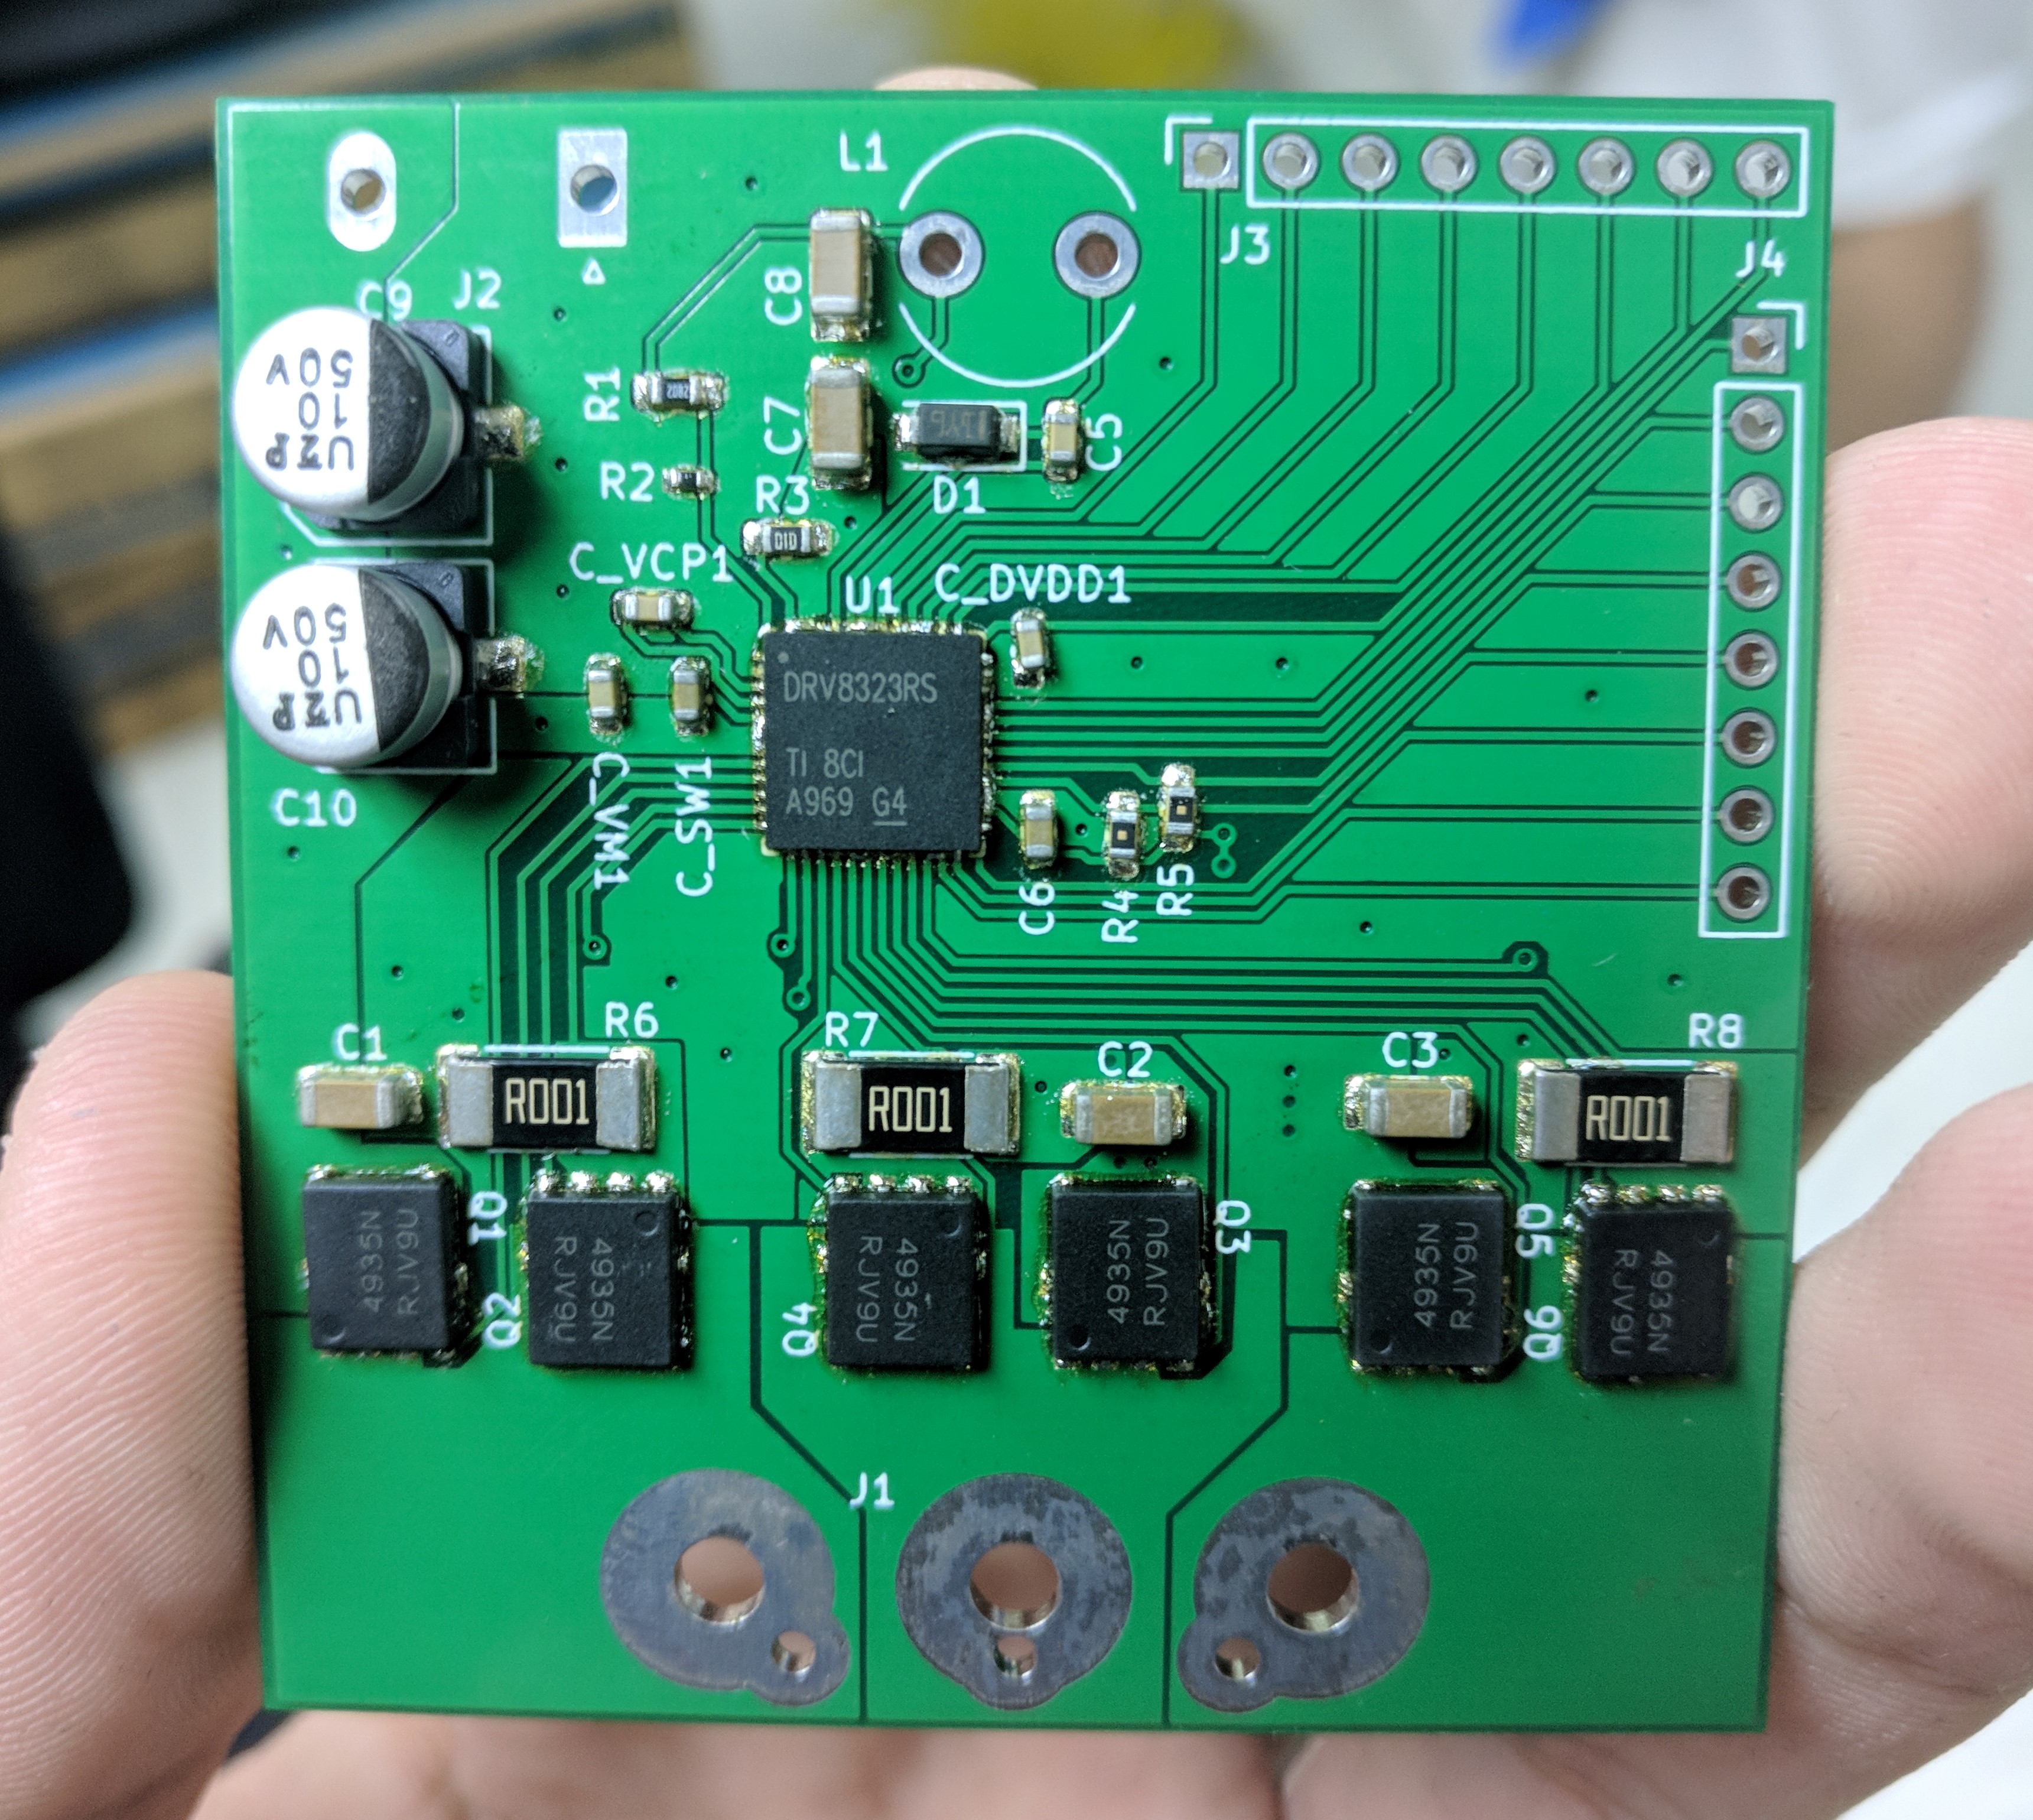 L1
J3
J4
C8
C9
J2
50V
10
UZP
R1
C7
C5
D1
R2
R3
01D
C_VCP1
U1
C_DVDD1
50V
10
UZP
DRV8323RS
TI 8CI
A969 G4
C10
C_VM1
C_SW1
C6
R4
R5
C1
R6
R7
C2
C3
R8
R001
R001
R001
4935N
RJV9U
Q1
Q2
4935N
RJV9U
Q4
4935N
RJV9U
4935N
RJV9U
Q3
4935N
RJV9U
Q5
Q6
4935N
RJV9U
J1